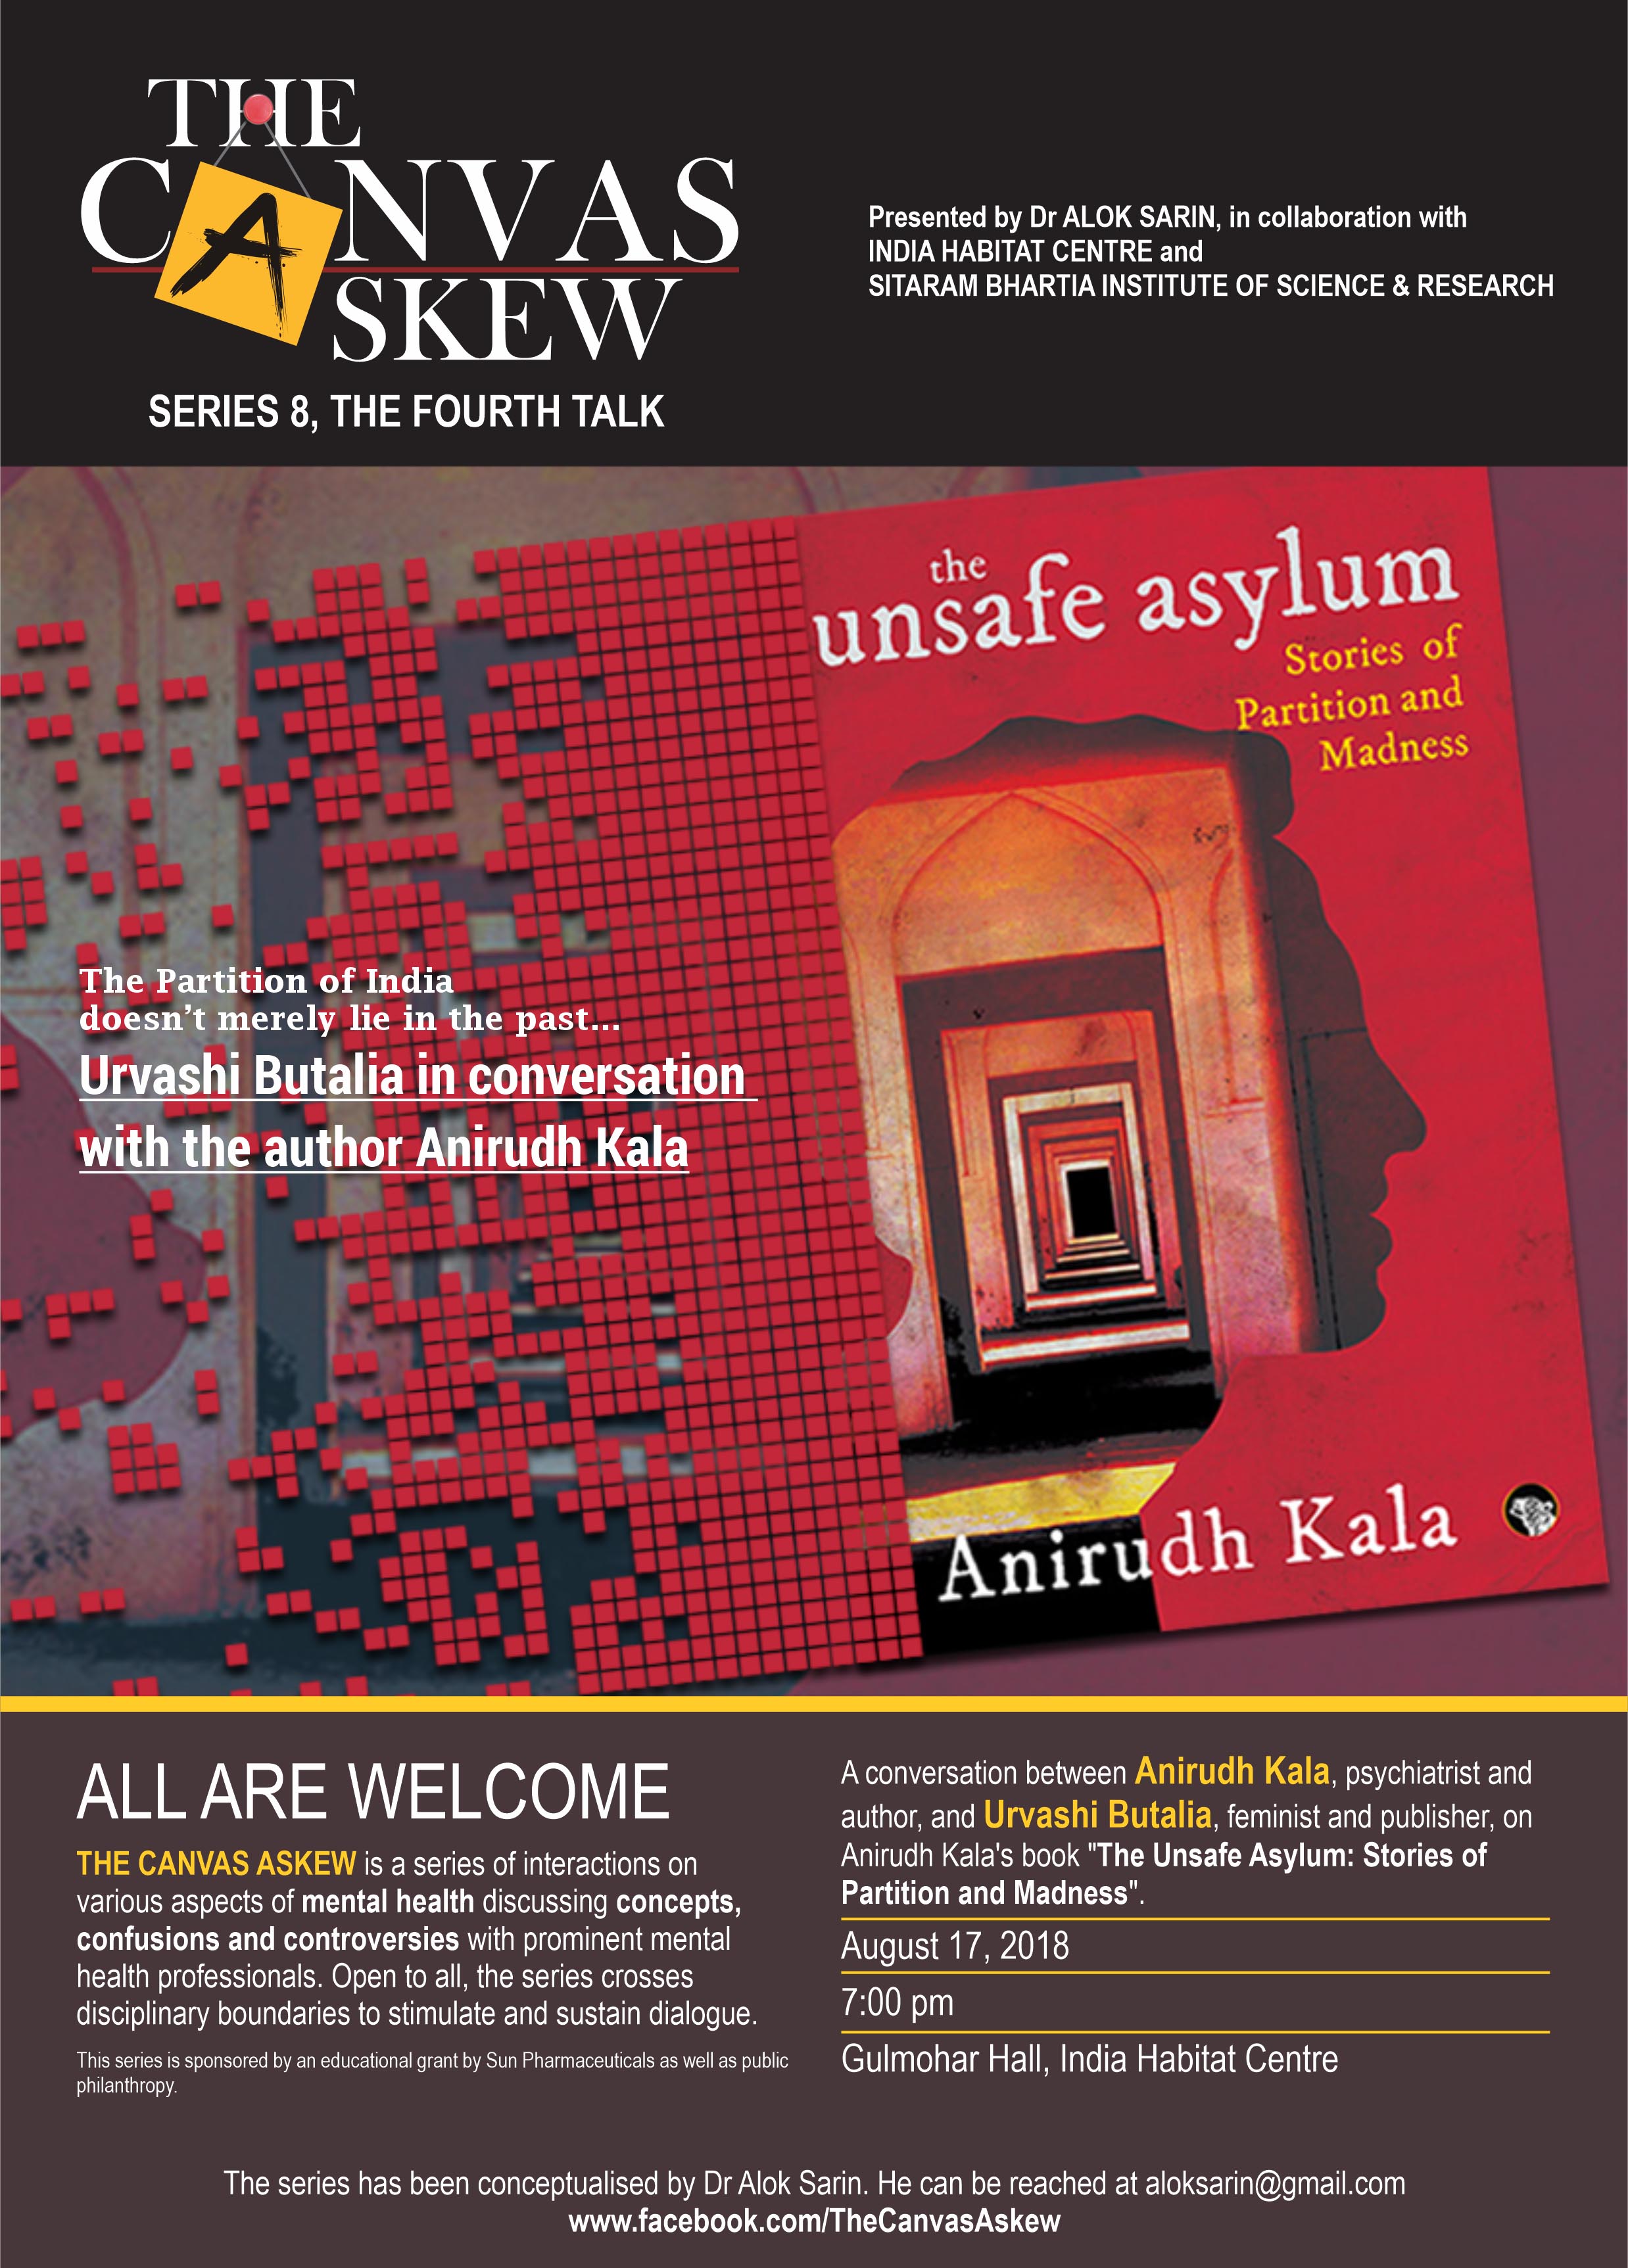 THE
CANVAS
ASKEW
SERIES 8, THE FOURTH TALK
Presented by Dr ALOK SARIN, in collaboration with
INDIA HABITAT CENTRE and
SITARAM BHARTIA INSTITUTE OF SCIENCE & RESEARCH
the
unsafe asylum
Stories of
Partition and
Madness
The Partition of India
doesn't merely lie in the past...
Urvashi Butalia in conversation
with the author Anirudh Kala
Anirudh Kala
ALL ARE WELCOME
THE CANVAS ASKEW is a series of interactions on
various aspects of mental health discussing concepts,
confusions and controversies with prominent mental
health professionals. Open to all, the series crosses
disciplinary boundaries to stimulate and sustain dialogue.
This series is sponsored by an educational grant by Sun Pharmaceuticals as well as public
philanthropy.
A conversation between Anirudh Kala, psychiatrist and
author, and Urvashi Butalia, feminist and publisher, on
Anirudh Kala's book "The Unsafe Asylum: Stories of
Partition and Madness".
August 17, 2018
7:00 pm
Gulmohar Hall, India Habitat Centre
The series has been conceptualised by Dr Alok Sarin. He can be reached at aloksarin@gmail.com
www.facebook.com/TheCanvasAskew